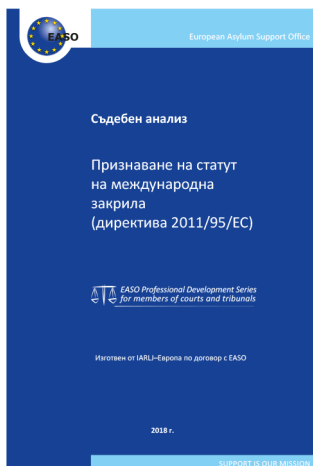 EASO
European Asylum Support Office
Съдебен анализ
Признаване на статут
на международна
закрила
(директива 2011/95/ЕС)
EASO Professional Development Series
for members of courts and tribunals
Изготвен от IARLJ–Европа по договор с EASO
2018 г.
SUPPORT IS OUR MISSION